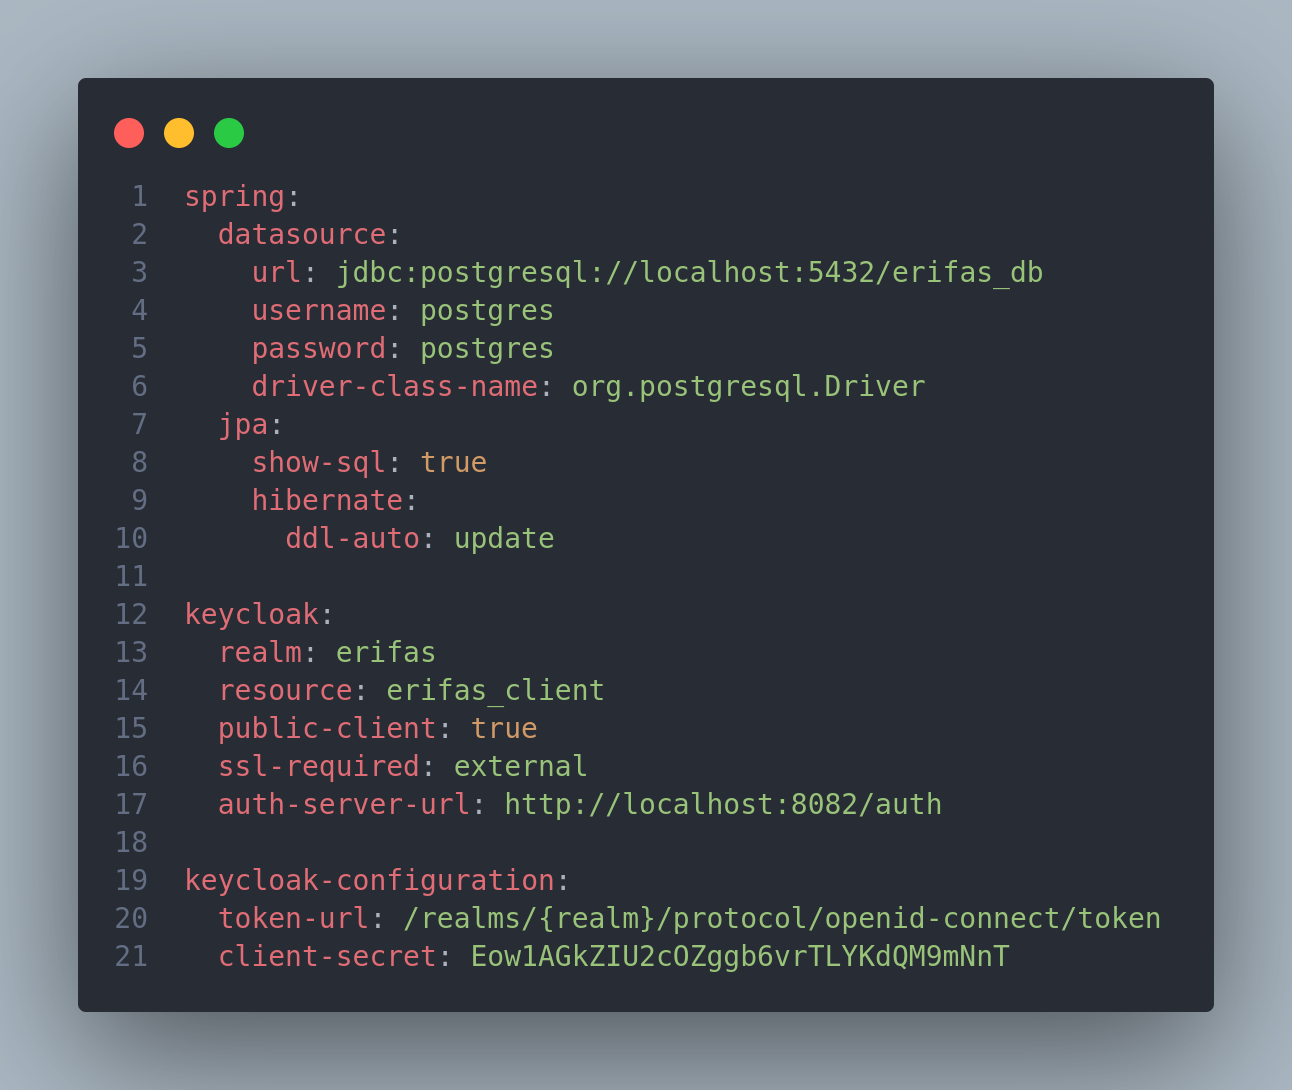 1 spring:
2   datasource:
3     url: jdbc:postgresql://localhost:5432/erifas_db
4     username: postgres
5     password: postgres
6     driver-class-name: org.postgresql.Driver
7   jpa:
8     show-sql: true
9     hibernate:
10       ddl-auto: update
11
12 keycloak:
13   realm: erifas
14   resource: erifas_client
15   public-client: true
16   ssl-required: external
17   auth-server-url: http://localhost:8082/auth
18
19 keycloak-configuration:
20   token-url: /realms/{realm}/protocol/openid-connect/token
21   client-secret: Eow1AGkZIU2cOZggb6vrTLYKdQM9mNnT